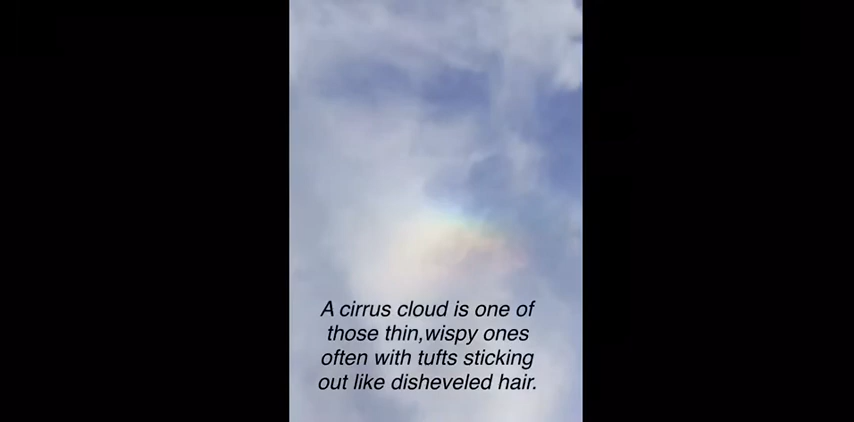 A cirrus cloud is one of
those thin,wispy ones
often with tufts sticking
out like disheveled hair.